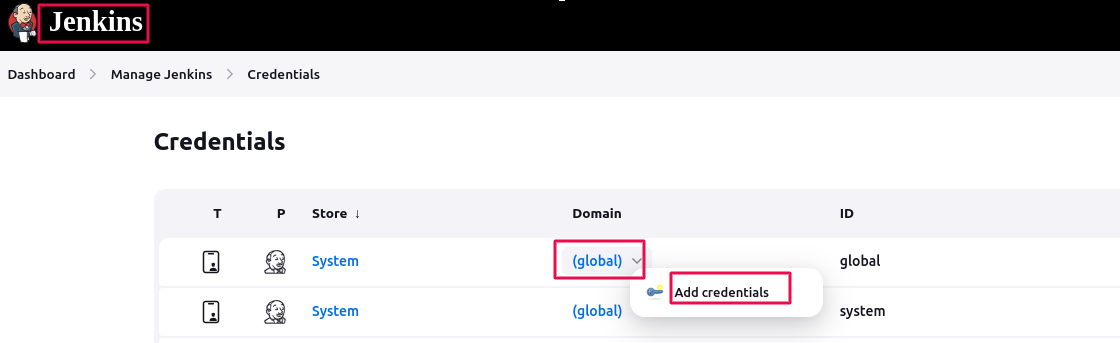 Jenkins
Dashboard > Manage Jenkins > Credentials
Credentials
T P Store ↓ Domain ID
System (global) global
Add credentials
System (global) system